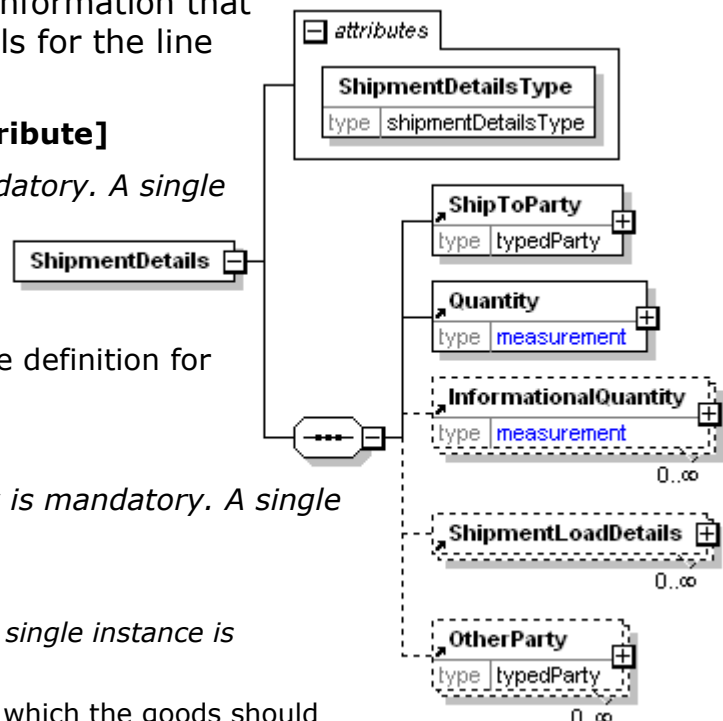 information that
ls for the line
ribute]
datory. A single
e definition for
is mandatory. A single
single instance is
which the goods should
attributes
ShipmentDetailsType
type shipmentDetailsType
ShipmentDetails
ShipToParty
type typedParty
Quantity
type measurement
InformationalQuantity
type measurement
0..∞
ShipmentLoadDetails
0..∞
OtherParty
type typedParty
0..∞